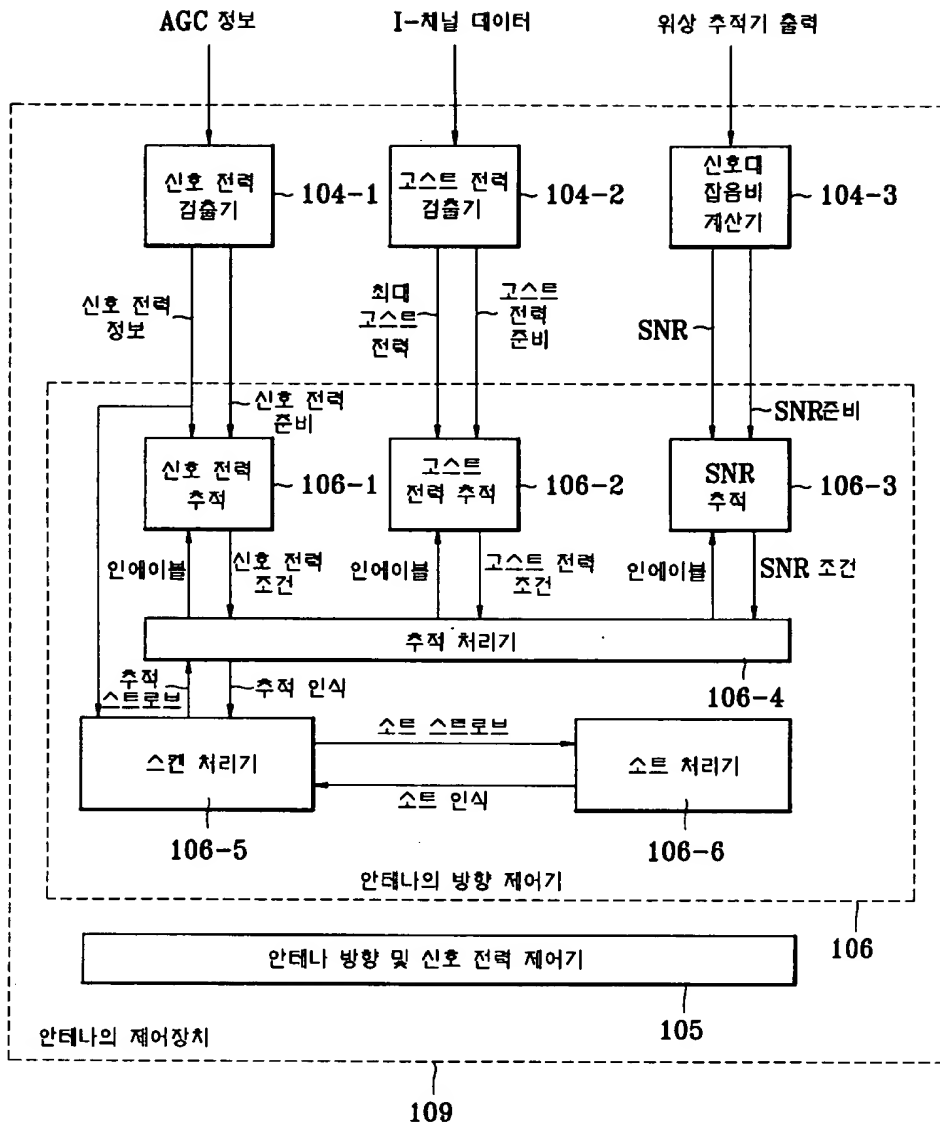 AGC 정보
I-채널 데이터
위상 추적기 출력
신호 전력
검출기
104-1
고스트 전력
검출기
104-2
신호대
잡음비
계산기
104-3
신호 전력
정보
최대
고스트
전력
고스트
전력
준비
SNR
신호 전력
준비
SNR준비
신호 전력
추적
106-1
고스트
전력 추적
106-2
SNR
추적
106-3
인에이블
신호 전력
조건
인에이블
고스트 전력
조건
인에이블
SNR 조건
추적 처리기
106-4
추적
스트로브
추적 인식
스캔 처리기
106-5
소트 스트로브
소트 인식
소트 처리기
106-6
안테나의 방향 제어기
106
안테나 방향 및 신호 전력 제어기
105
안테나의 제어장치
109